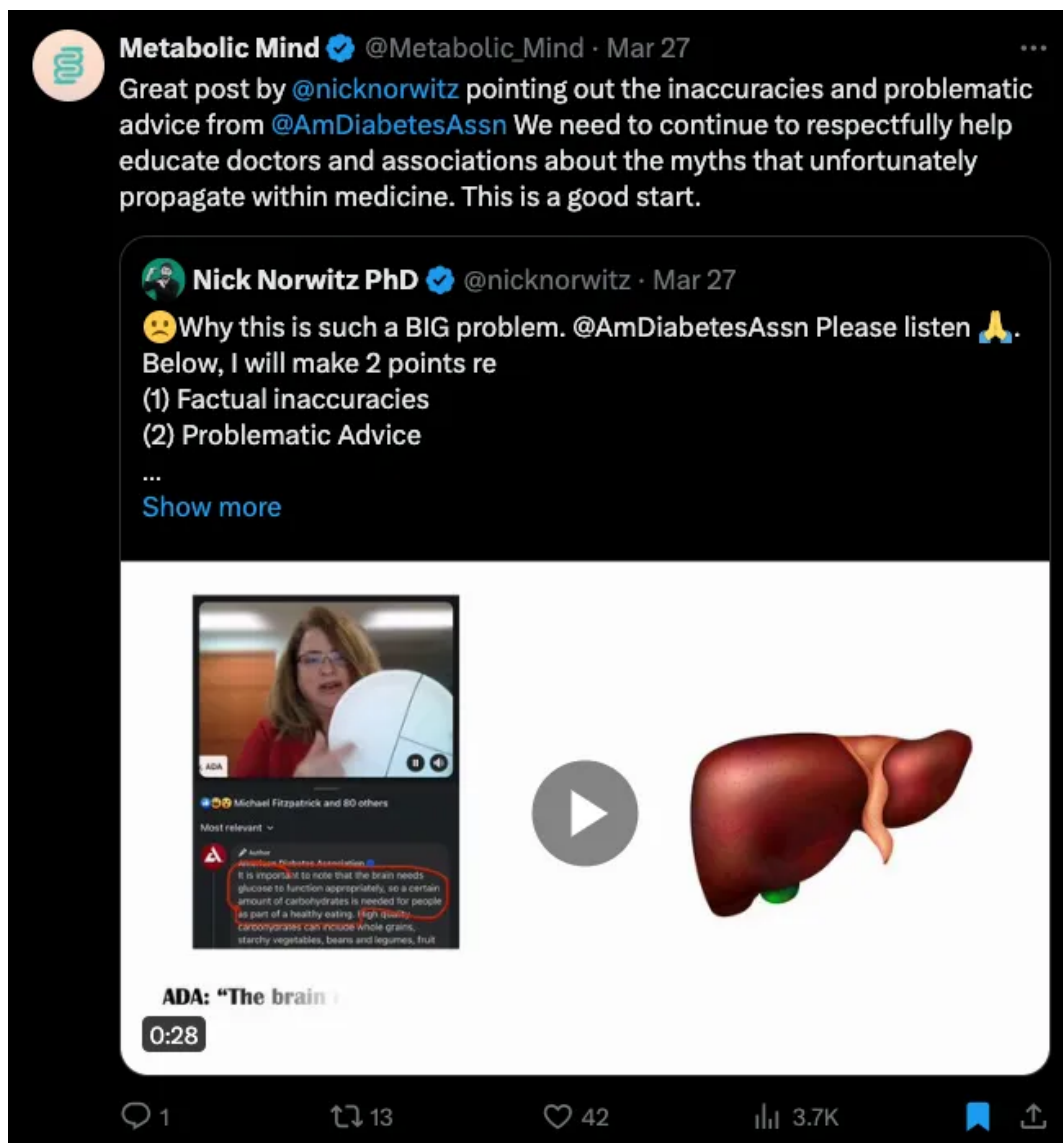 Metabolic Mind @Metabolic_Mind · Mar 27
Great post by @nicknorwitz pointing out the inaccuracies and problematic
advice from @AmDiabetesAssn We need to continue to respectfully help
educate doctors and associations about the myths that unfortunately
propagate within medicine. This is a good start.
Nick Norwitz PhD @nicknorwitz · Mar 27
🙁Why this is such a BIG problem. @AmDiabetesAssn Please listen 🙏.
Below, I will make 2 points re
(1) Factual inaccuracies
(2) Problematic Advice
...
Show more
ADA
Michael Fitzpatrick and 80 others
Most relevant
Author
American Diabetes Association
It is important to note that the brain needs
glucose to function appropriately, so a certain
amount of carbohydrates is needed for people
as part of a healthy eating. High quality
carbohydrates can include whole grains,
starchy vegetables, beans and legumes, fruit
ADA: “The brain
0:28
1 13 42 3.7K